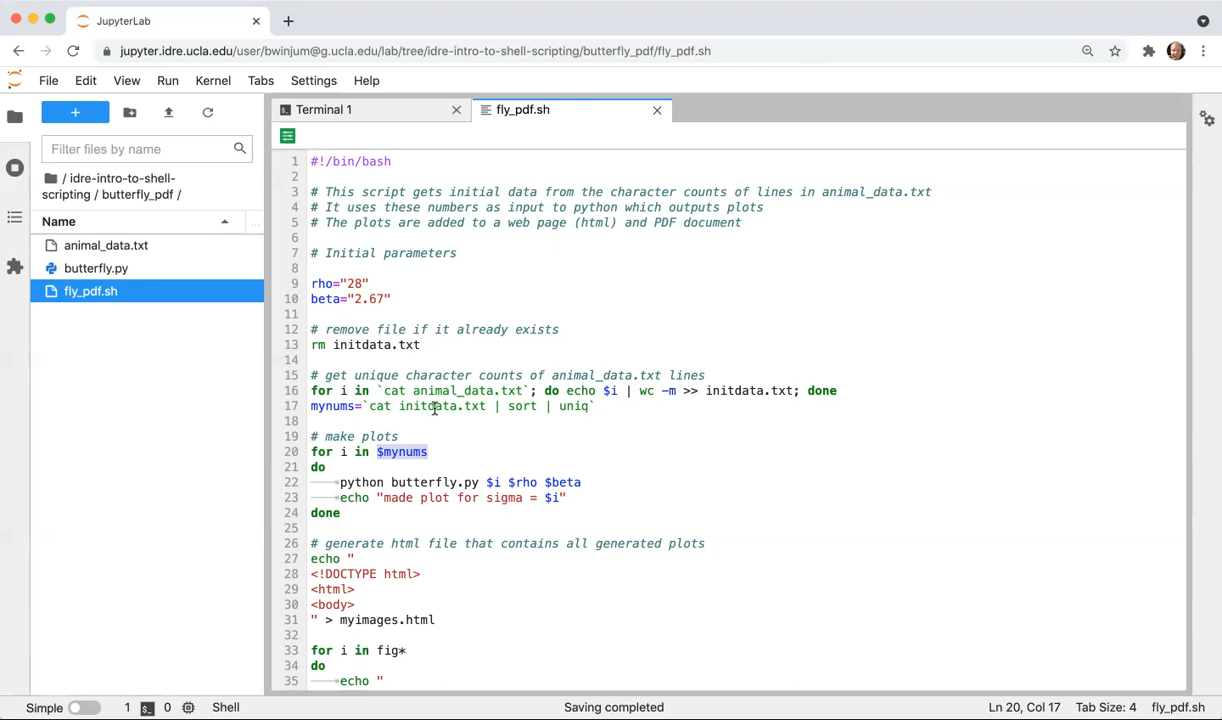 JupyterLab
jupyter.idre.ucla.edu/user/bwinjum@g.ucla.edu/lab/tree/idre-intro-to-shell-scripting/butterfly_pdf/fly_pdf.sh
File Edit View Run Kernel Tabs Settings Help
Terminal 1
fly_pdf.sh
Filter files by name
/ idre-intro-to-shell-
scripting / butterfly_pdf /
Name
animal_data.txt
butterfly.py
fly_pdf.sh
1 #!/bin/bash
2
3 # This script gets initial data from the character counts of lines in animal_data.txt
4 # It uses these numbers as input to python which outputs plots
5 # The plots are added to a web page (html) and PDF document
6
7 # Initial parameters
8
9 rho="28"
10 beta="2.67"
11
12 # remove file if it already exists
13 rm initdata.txt
14
15 # get unique character counts of animal_data.txt lines
16 for i in `cat animal_data.txt`; do echo $i | wc -m >> initdata.txt; done
17 mynums=`cat initdata.txt | sort | uniq`
18
19 # make plots
20 for i in $mynums
21 do
22 python butterfly.py $i $rho $beta
23 echo "made plot for sigma = $i"
24 done
25
26 # generate html file that contains all generated plots
27 echo "
28 <!DOCTYPE html>
29 <html>
30 <body>
31 " > myimages.html
32
33 for i in fig*
34 do
35 echo "
Simple 1 0 Shell Saving completed Ln 20, Col 17 Tab Size: 4 fly_pdf.sh